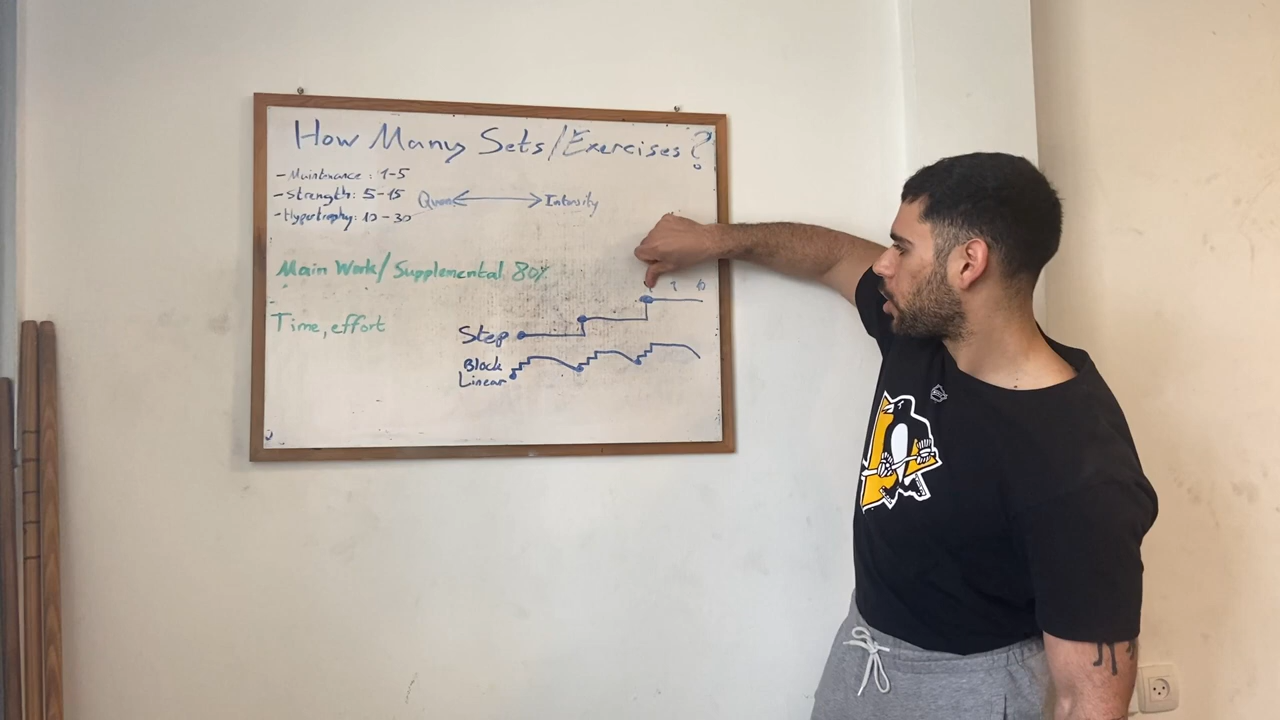 How Many Sets/Exercises?
- Maintenance : 1-5
- Strength: 5-15
- Hypertrophy: 10-30
Intensity
Main Work/Supplemental 80%
Time, effort
Step
Block
Linear